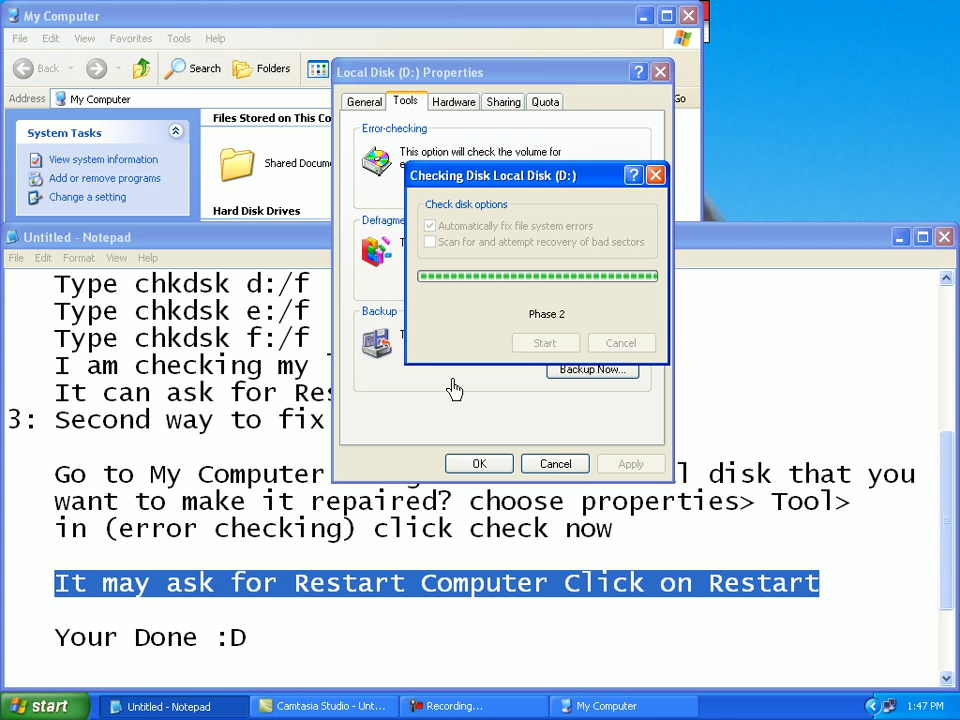 My Computer
File Edit View Favorites Tools Help
Back Search Folders
Address My Computer Go
System Tasks
View system information
Add or remove programs
Change a setting
Files Stored on This Co
Shared Docum
Hard Disk Drives
Local Disk (D:) Properties
General Tools Hardware Sharing Quota
Error-checking
This option will check the volume for
Defragme
Backup
Backup Now...
OK Cancel Apply
Checking Disk Local Disk (D:)
Check disk options
Automatically fix file system errors
Scan for and attempt recovery of bad sectors
Phase 2
Start Cancel
Untitled - Notepad
File Edit Format View Help
Type chkdsk d:/f
Type chkdsk e:/f
Type chkdsk f:/f
I am checking my
It can ask for Res
3: Second way to fix
Go to My Computer disk that you
want to make it repaired? choose properties> Tool>
in (error checking) click check now
It may ask for Restart Computer Click on Restart
Your Done :D
start Untitled - Notepad Camtasia Studio - Unt... Recording... My Computer 1:47 PM